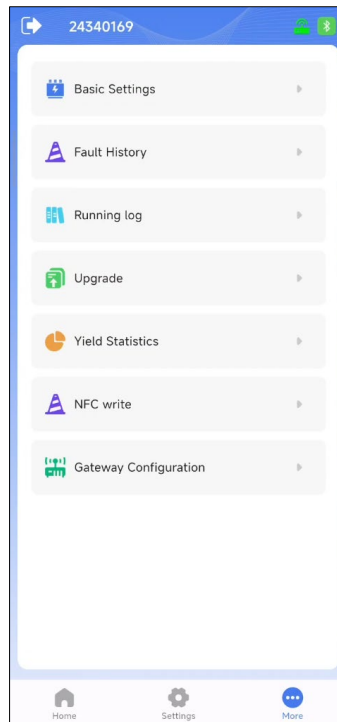 24340169
Basic Settings
Fault History
Running log
Upgrade
Yield Statistics
NFC write
Gateway Configuration
Home
Settings
More